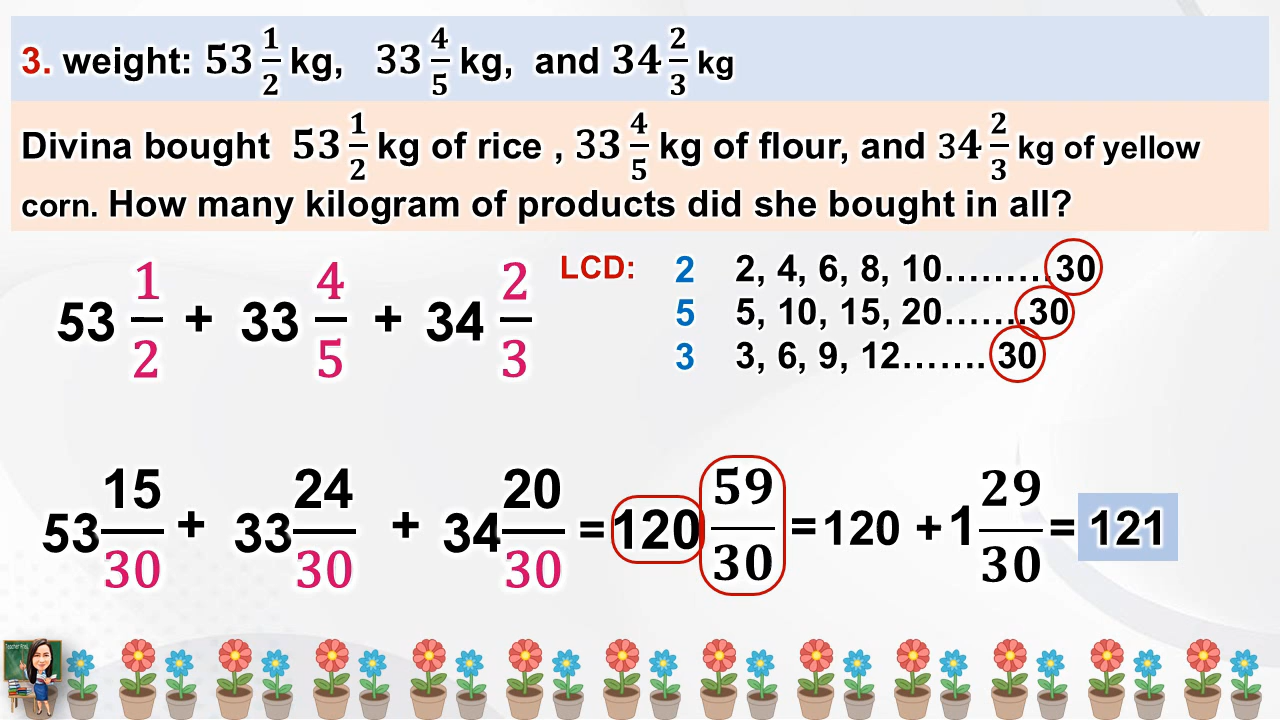 3. weight: 53 1/2 kg, 33 4/5 kg, and 34 2/3 kg
Divina bought 53 1/2 kg of rice , 33 4/5 kg of flour, and 34 2/3 kg of yellow
corn. How many kilogram of products did she bought in all?
53 1/2 + 33 4/5 + 34 2/3
LCD: 2 2, 4, 6, 8, 10.........30
5 5, 10, 15, 20.......30
3 3, 6, 9, 12....... 30
53 15/30 + 33 24/30 + 34 20/30 = 120 59/30 = 120 + 1 29/30 = 121